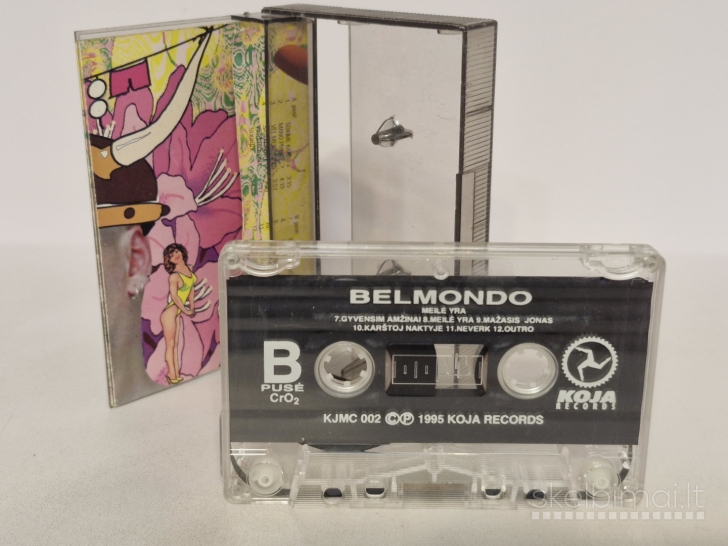 BELMONDO
MEILĖ YRA
7.GYVENSIM AMŽINAI 8.MEILĖ YRA 9.MAŽASIS JONAS
10.KARŠTOJ NAKTYJE 11.NEVERK 12.OUTRO
B
PUSĖ
CrO₂
KOJA
RECORDS
KJMC 002 ©℗ 1995 KOJA RECORDS
skelbimai.lt